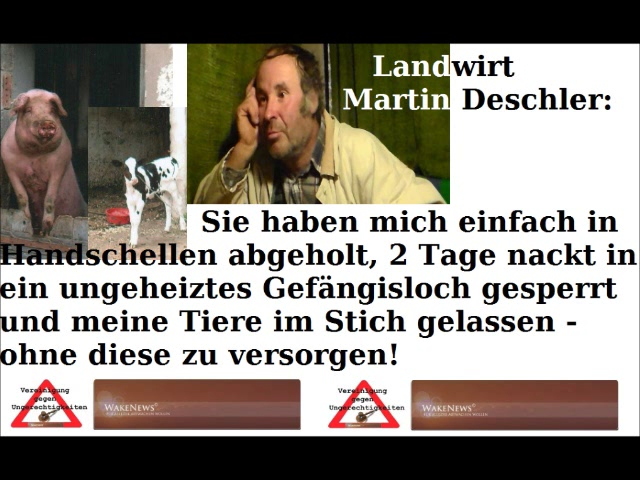 Landwirt
Martin Deschler:
Sie haben mich einfach in
Handschellen abgeholt, 2 Tage nackt in
ein ungeheiztes Gefängisloch gesperrt
und meine Tiere im Stich gelassen -
ohne diese zu versorgen!
Vereinigung
gegen
Ungerechtigkeiten
WAKENEWS
Vereinigung
gegen
Ungerechtigkeiten
WAKENEWS